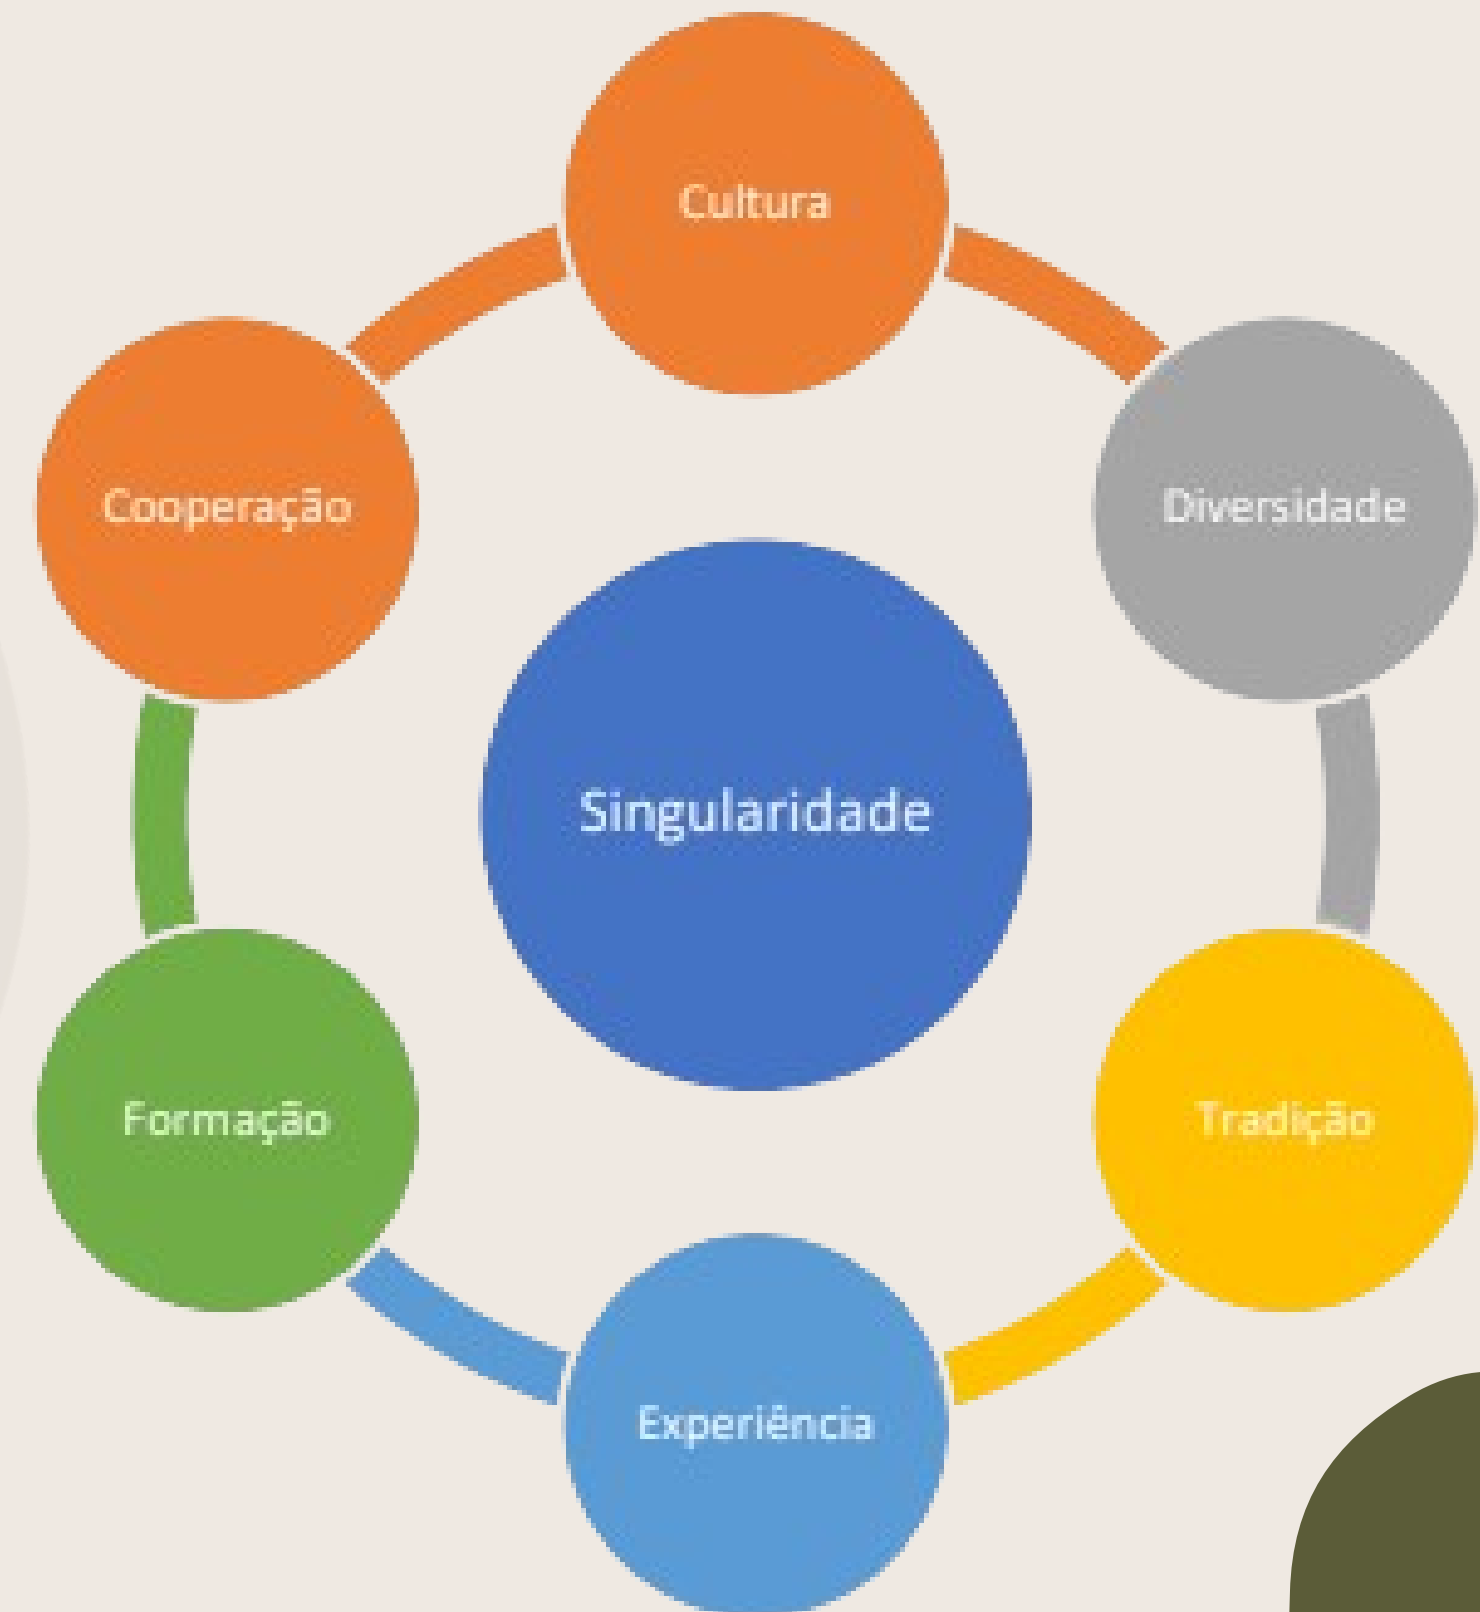 Cultura
Diversidade
Tradição
Experiência
Formação
Cooperação
Singularidade